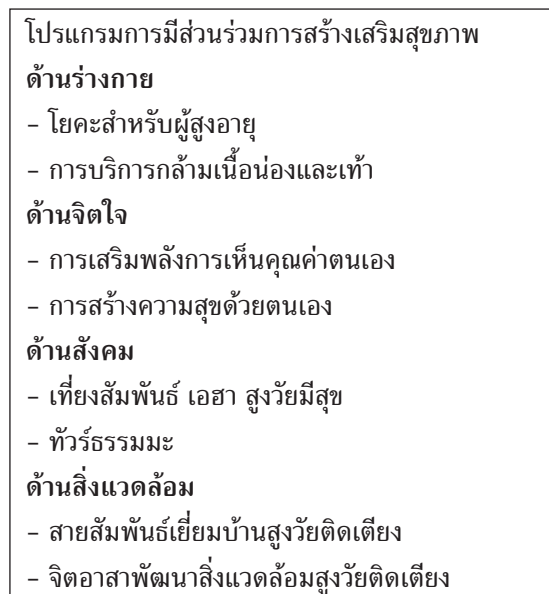 โปรแกรมการมีส่วนร่วมการสร้างเสริมสุขภาพ
ด้านร่างกาย
- โยคะสำหรับผู้สูงอายุ
- การบริการกล้ามเนื้อน่องและเท้า
ด้านจิตใจ
- การเสริมพลังการเห็นคุณค่าตนเอง
- การสร้างความสุขด้วยตนเอง
ด้านสังคม
- เที่ยงสัมพันธ์ เอฮา สูงวัยมีสุข
- ทัวร์ธรรมมะ
ด้านสิ่งแวดล้อม
- สายสัมพันธ์เยี่ยมบ้านสูงวัยติดเตียง
- จิตอาสาพัฒนาสิ่งแวดล้อมสูงวัยติดเตียง